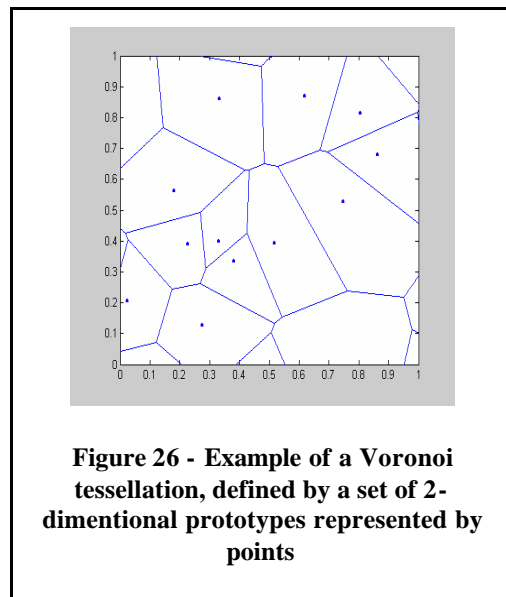 1
0.9
0.8
0.7
0.6
0.5
0.4
0.3
0.2
0.1
0
0 0.1 0.2 0.3 0.4 0.5 0.6 0.7 0.8 0.9 1
Figure 26 - Example of a Voronoi
tessellation, defined by a set of 2-
dimentional prototypes represented by
points